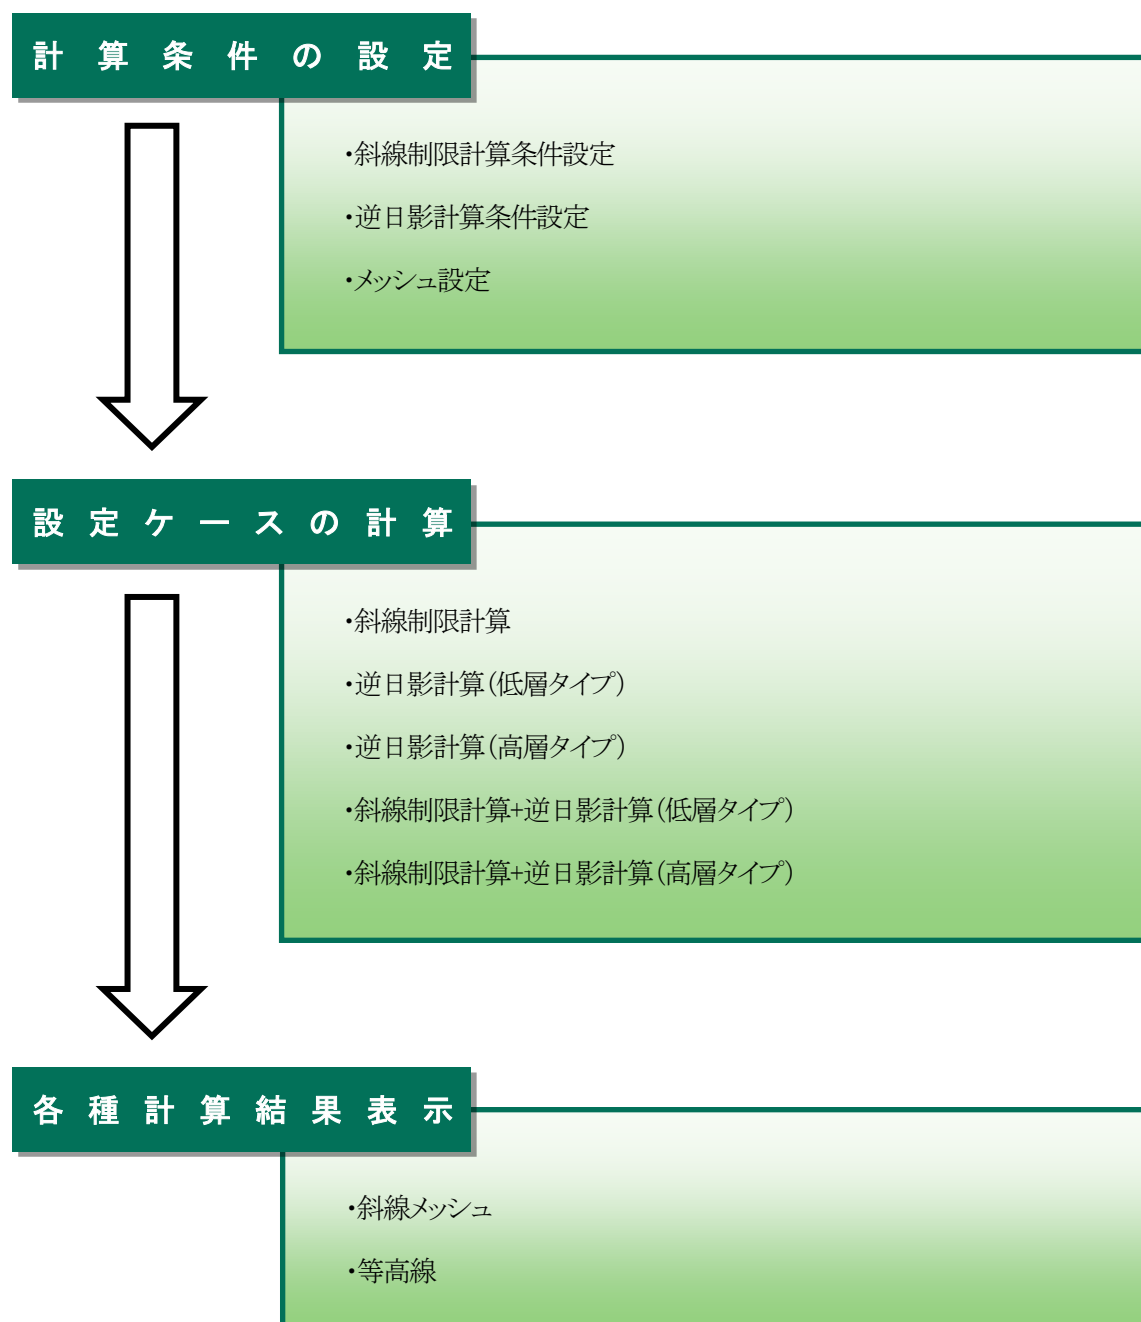 計算条件の設定
・斜線制限計算条件設定
・逆日影計算条件設定
・メッシュ設定
設定ケースの計算
・斜線制限計算
・逆日影計算(低層タイプ)
・逆日影計算(高層タイプ)
・斜線制限計算+逆日影計算(低層タイプ)
・斜線制限計算+逆日影計算(高層タイプ)
各種計算結果表示
・斜線メッシュ
・等高線